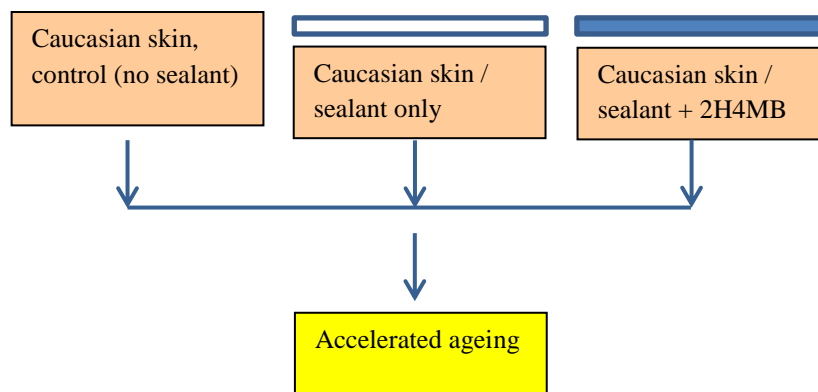 Caucasian skin,
control (no sealant)
Caucasian skin /
sealant only
Caucasian skin /
sealant + 2H4MB
Accelerated ageing